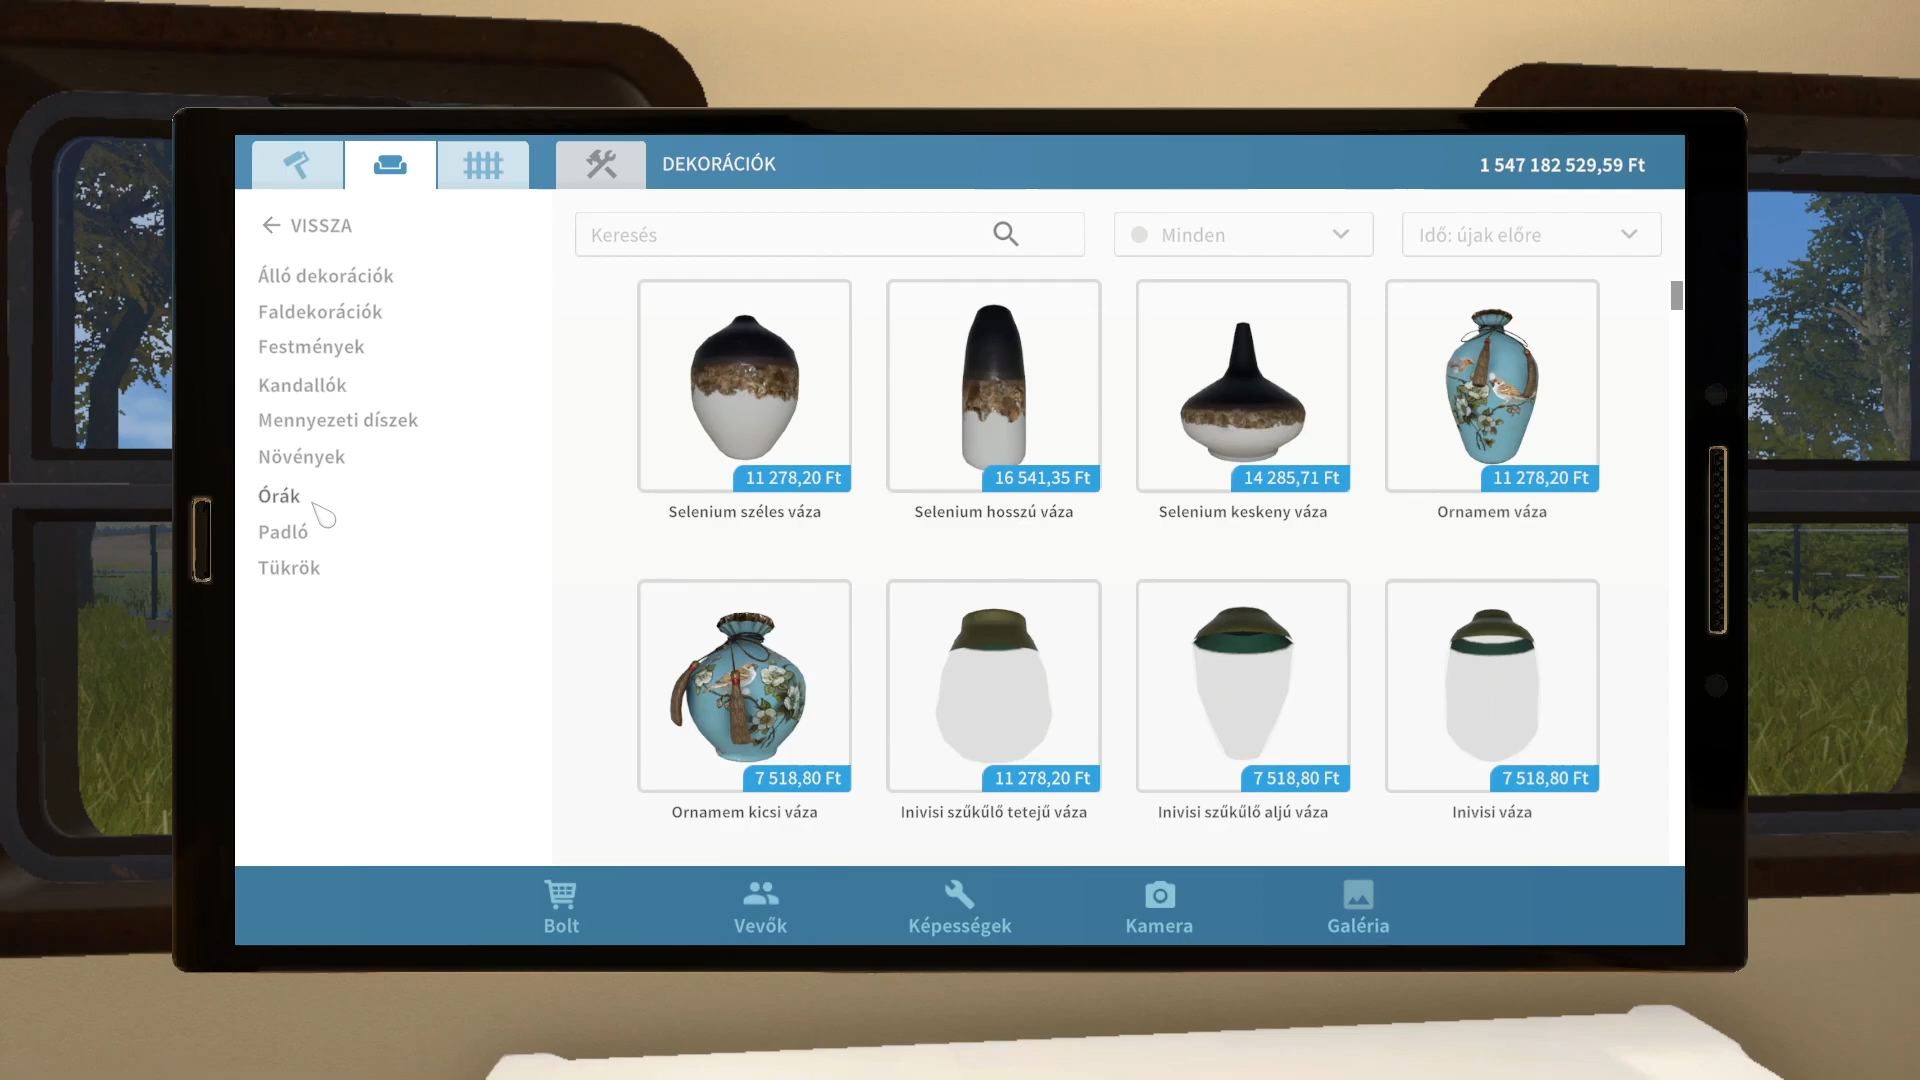 DEKORÁCIÓK
1 547 182 529,59 Ft
VISSZA
Álló dekorációk
Faldekorációk
Festmények
Kandallók
Mennyezeti díszek
Növények
Órák
Padló
Tükrök
Keresés
Minden
Idő: újak előre
11 278,20 Ft
16 541,35 Ft
14 285,71 Ft
11 278,20 Ft
Selenium széles váza
Selenium hosszú váza
Selenium keskeny váza
Ornamem váza
7 518,80 Ft
11 278,20 Ft
7 518,80 Ft
7 518,80 Ft
Ornamem kicsi váza
Inivisi szűkűlő tetejű váza
Inivisi szűkűlő aljú váza
Inivisi váza
Bolt
Vevők
Képességek
Kamera
Galéria